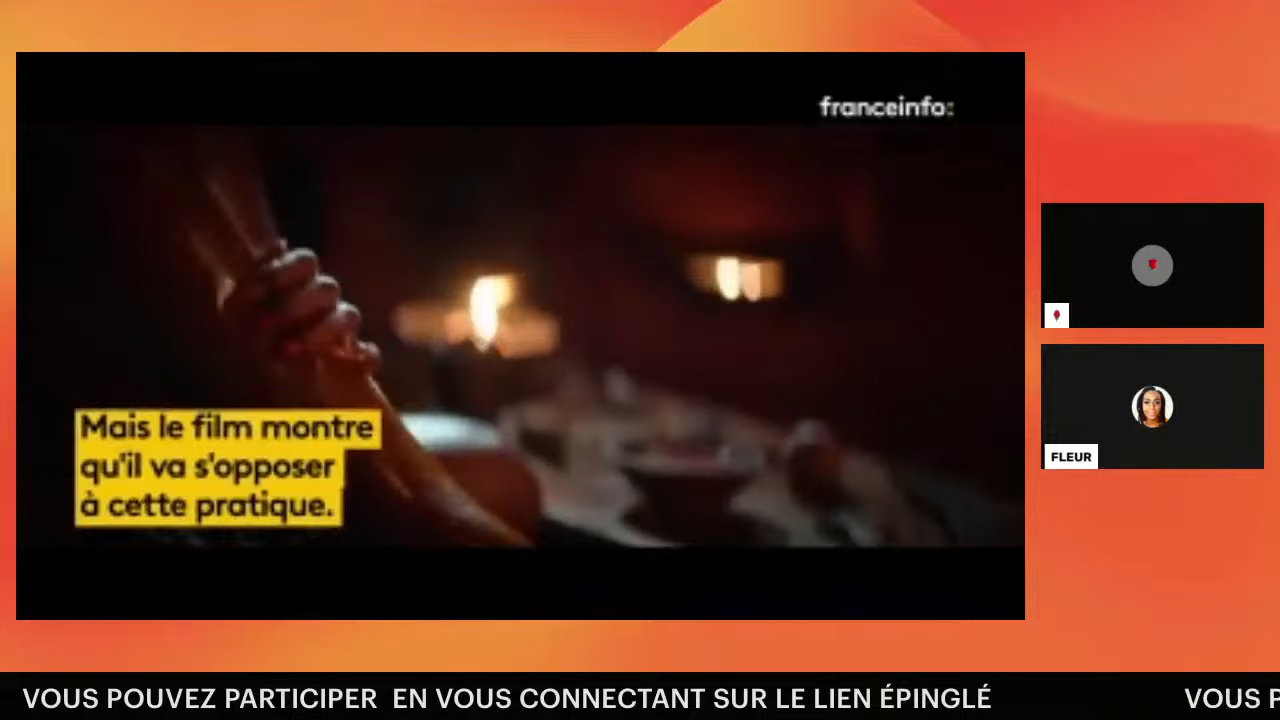 franceinfo:
Mais le film montre
qu'il va s'opposer
à cette pratique.
FLEUR
VOUS POUVEZ PARTICIPER EN VOUS CONNECTANT SUR LE LIEN ÉPINGLÉ
VOUS P